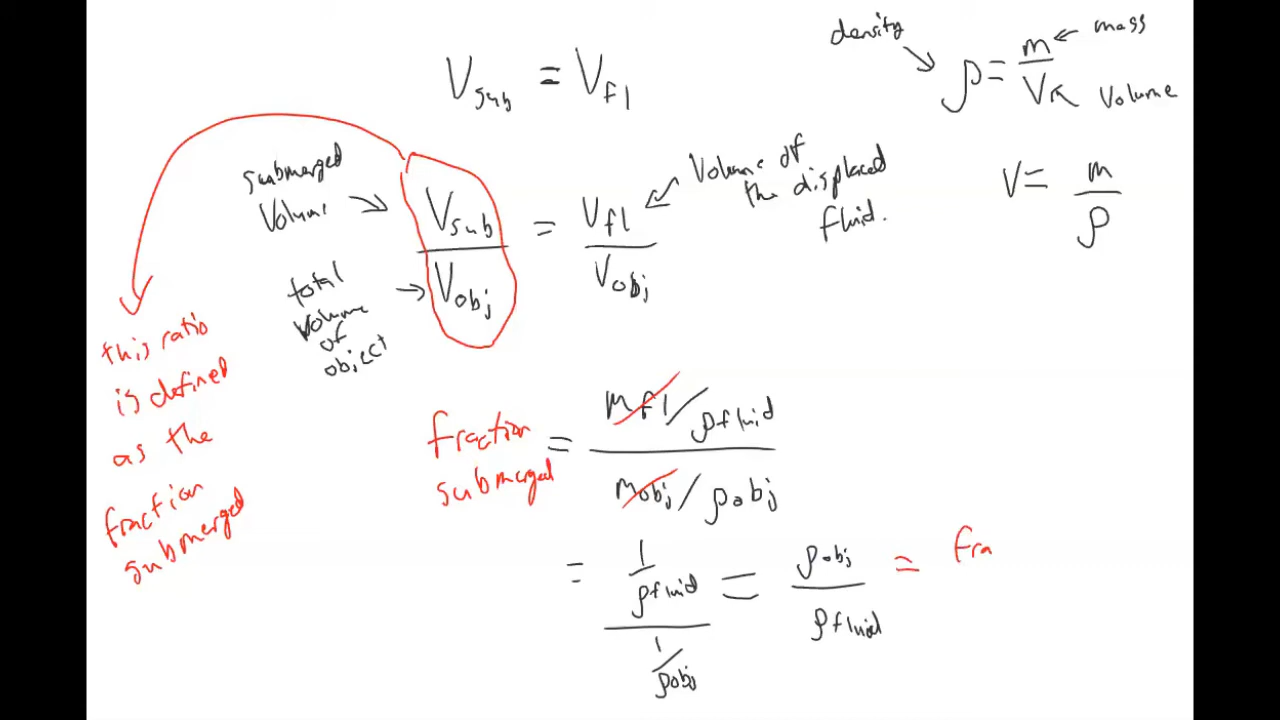 V_sub = V_fl
density
ρ = m/V
mass
Volume
V = m/ρ
submerged
Volume
total
Volume
of
object
V_sub/V_obj = V_fl/V_obj
Volume of
the displaced
fluid.
this ratio
is defined
as the
fraction
submerged
fraction
submerged
= (m_fl/ρ_fluid)/(m_obj/ρ_obj)
= (1/ρ_fluid)/(1/ρ_obj) = ρ_obj/ρ_fluid = fra